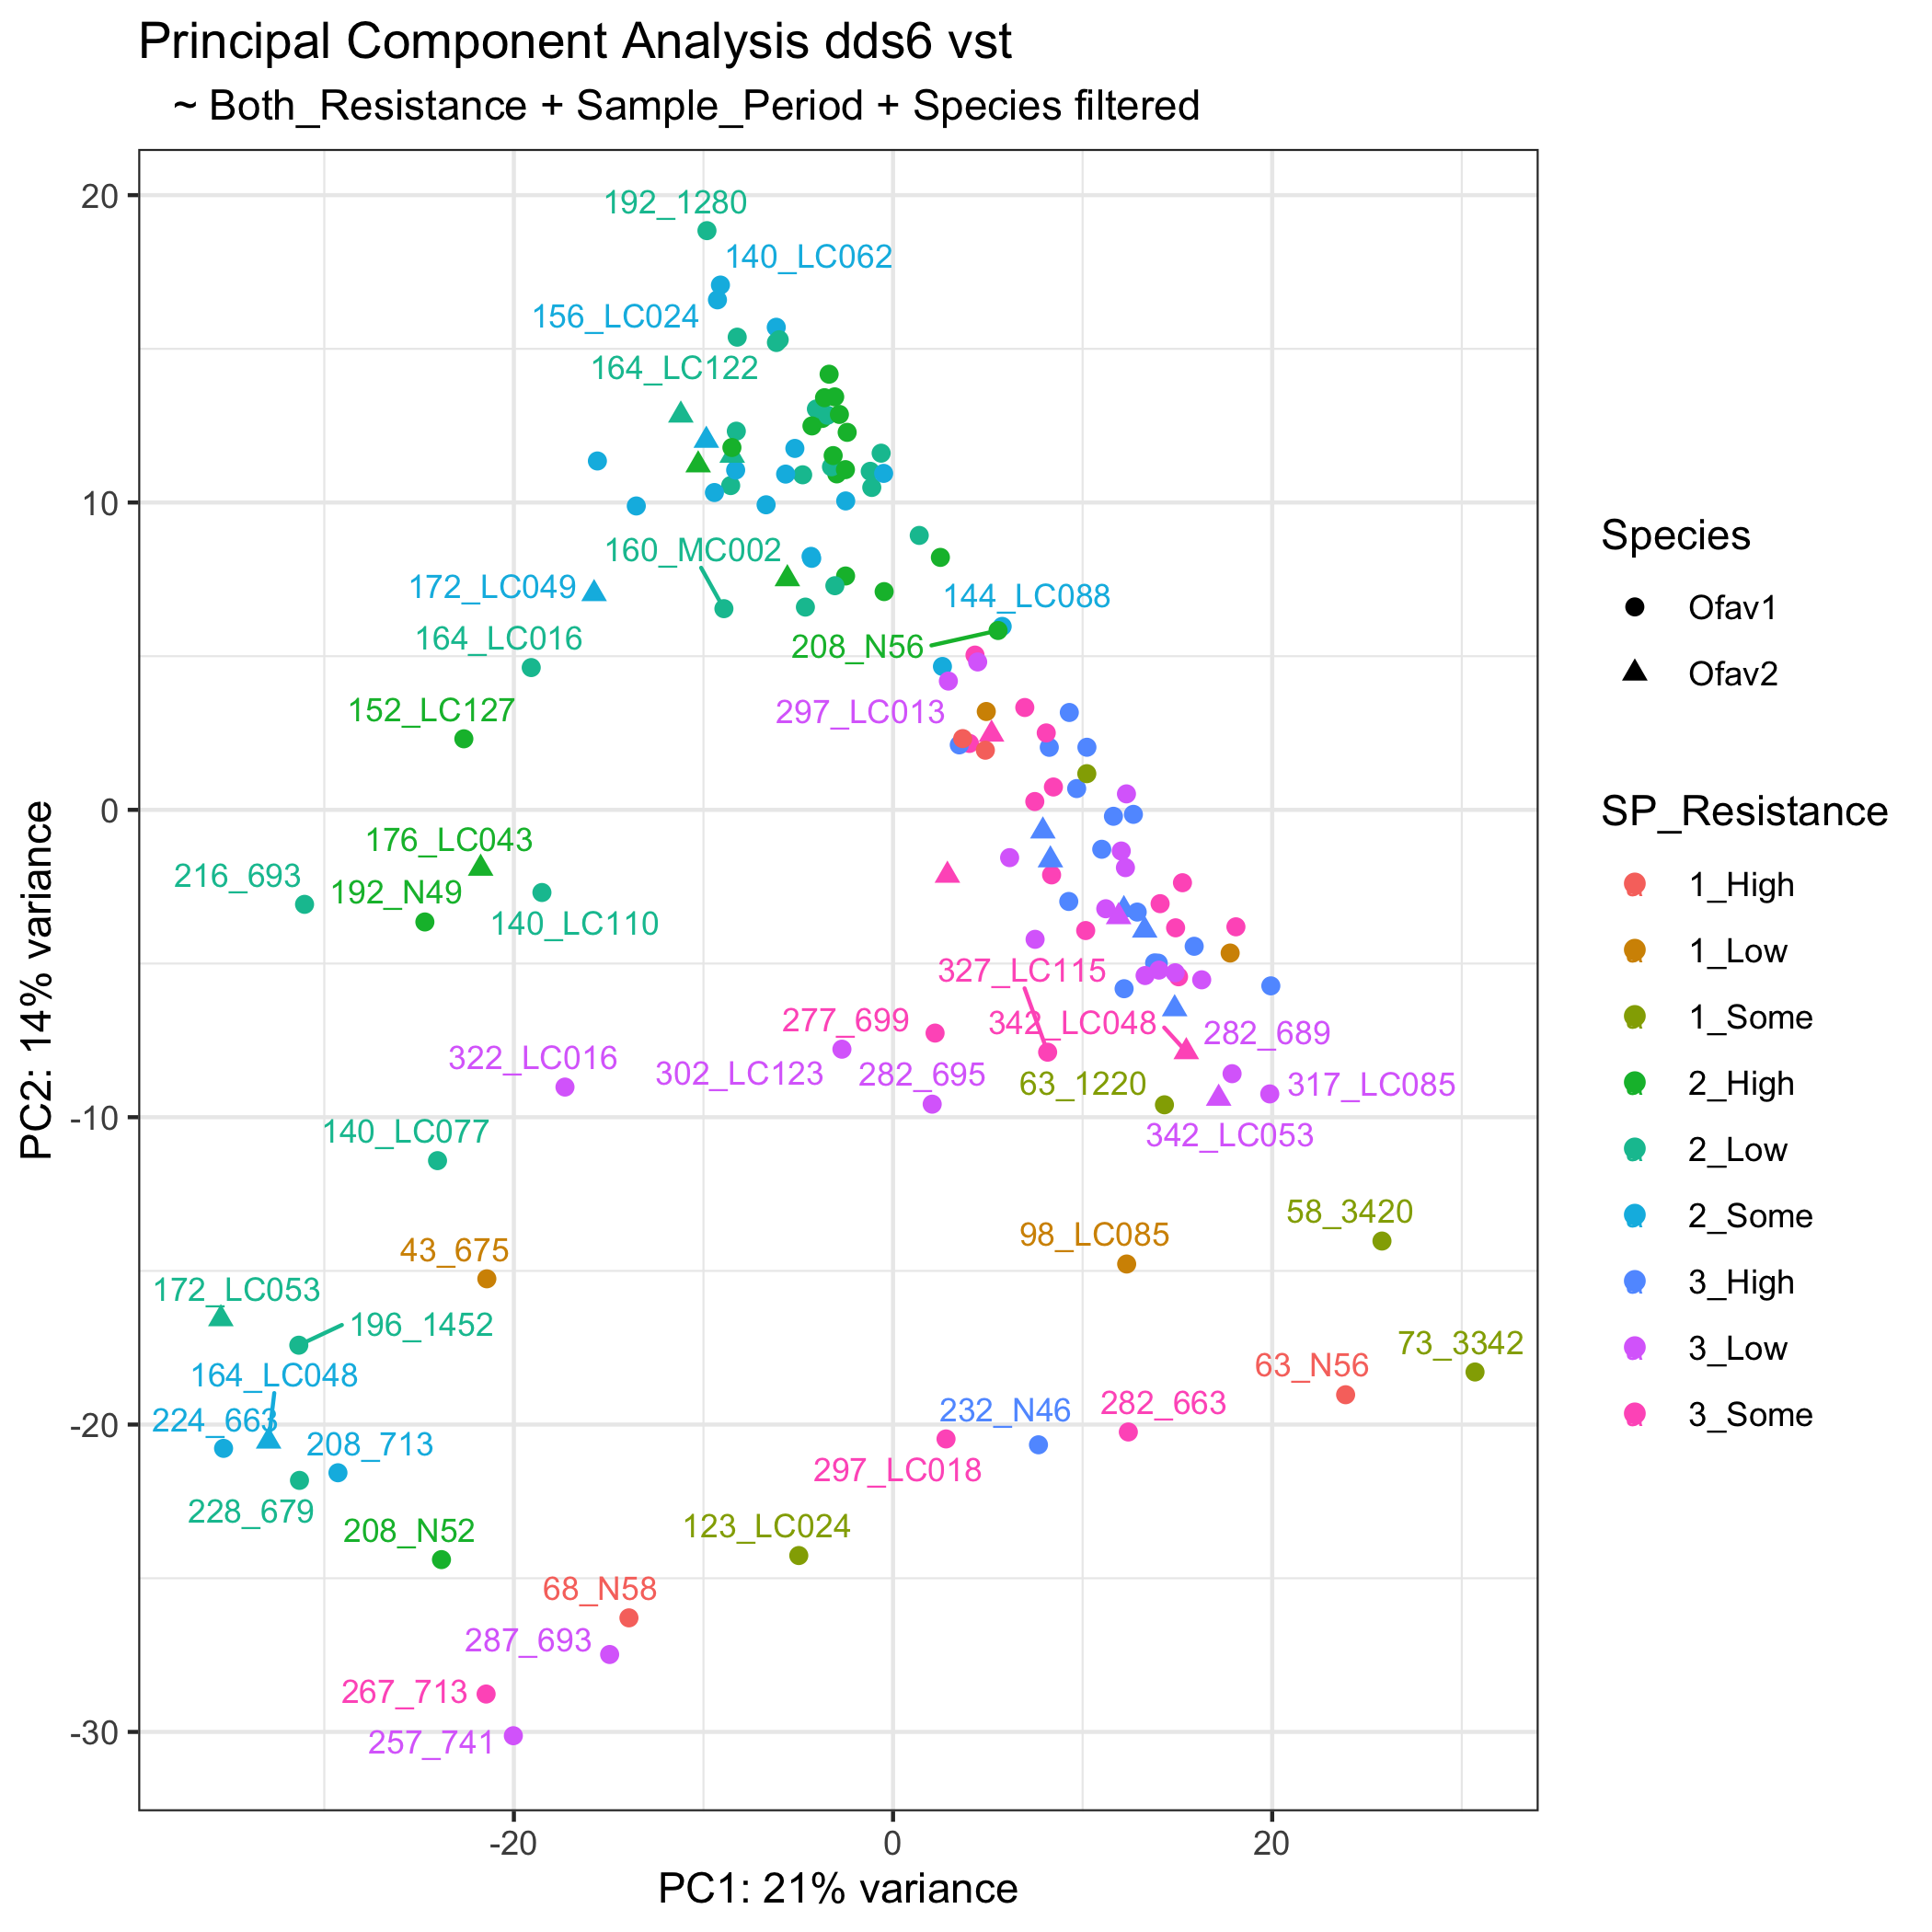 Principal Component Analysis dds6 vst
~ Both_Resistance + Sample_Period + Species filtered
192_1280
140_LC062
156_LC024
164_LC122
160_MC002
172_LC049
144_LC088
164_LC016
208_N56
152_LC127
297_LC013
176_LC043
216_693
192_N49
140_LC110
327_LC115
277_699
342_LC048
282_689
322_LC016
302_LC123
282_695
63_1220
317_LC085
140_LC077
342_LC053
58_3420
98_LC085
43_675
172_LC053
196_1452
73_3342
63_N56
164_LC048
232_N46
282_663
224_663
208_713
297_LC018
228_679
208_N52
123_LC024
68_N58
287_693
267_713
257_741
20
10
0
-10
-20
-30
PC2: 14% variance
-20
0
20
PC1: 21% variance
Species
Ofav1
Ofav2
SP_Resistance
1_High
1_Low
1_Some
2_High
2_Low
2_Some
3_High
3_Low
3_Some